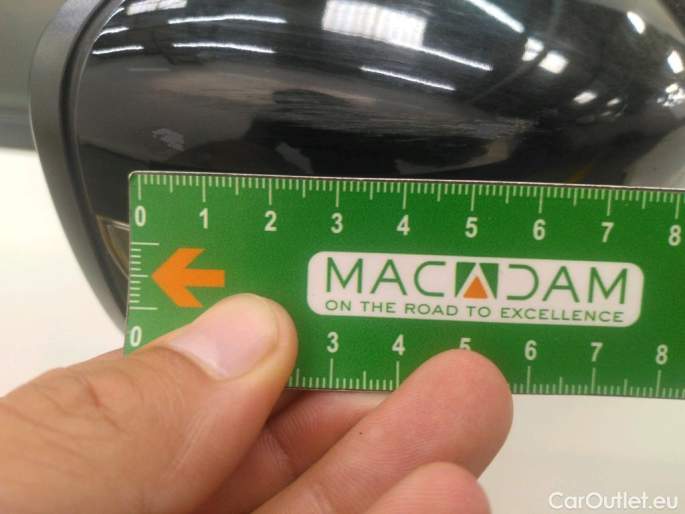 0 1 2 3 4 5 6 7 8
MACADAM
ON THE ROAD TO EXCELLENCE
0 3 4 5 6 7 8
CarOutlet.eu